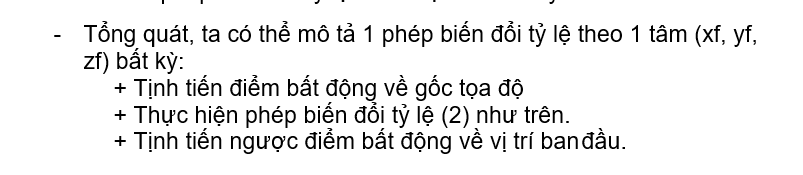 - Tổng quát, ta có thể mô tả 1 phép biến đổi tỷ lệ theo 1 tâm (xf, yf,
zf) bất kỳ:
+ Tịnh tiến điểm bất động về gốc tọa độ
+ Thực hiện phép biến đổi tỷ lệ (2) như trên.
+ Tịnh tiến ngược điểm bất động về vị trí banđầu.